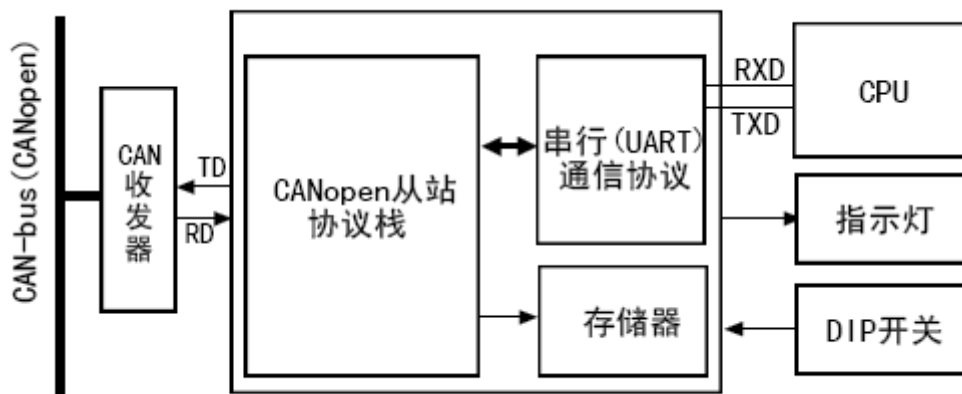 CAN-bus(CANopen)
CAN
收
发
器
TD
RD
CANopen从站
协议栈
串行(UART)
通信协议
存储器
RXD
TXD
CPU
指示灯
DIP开关